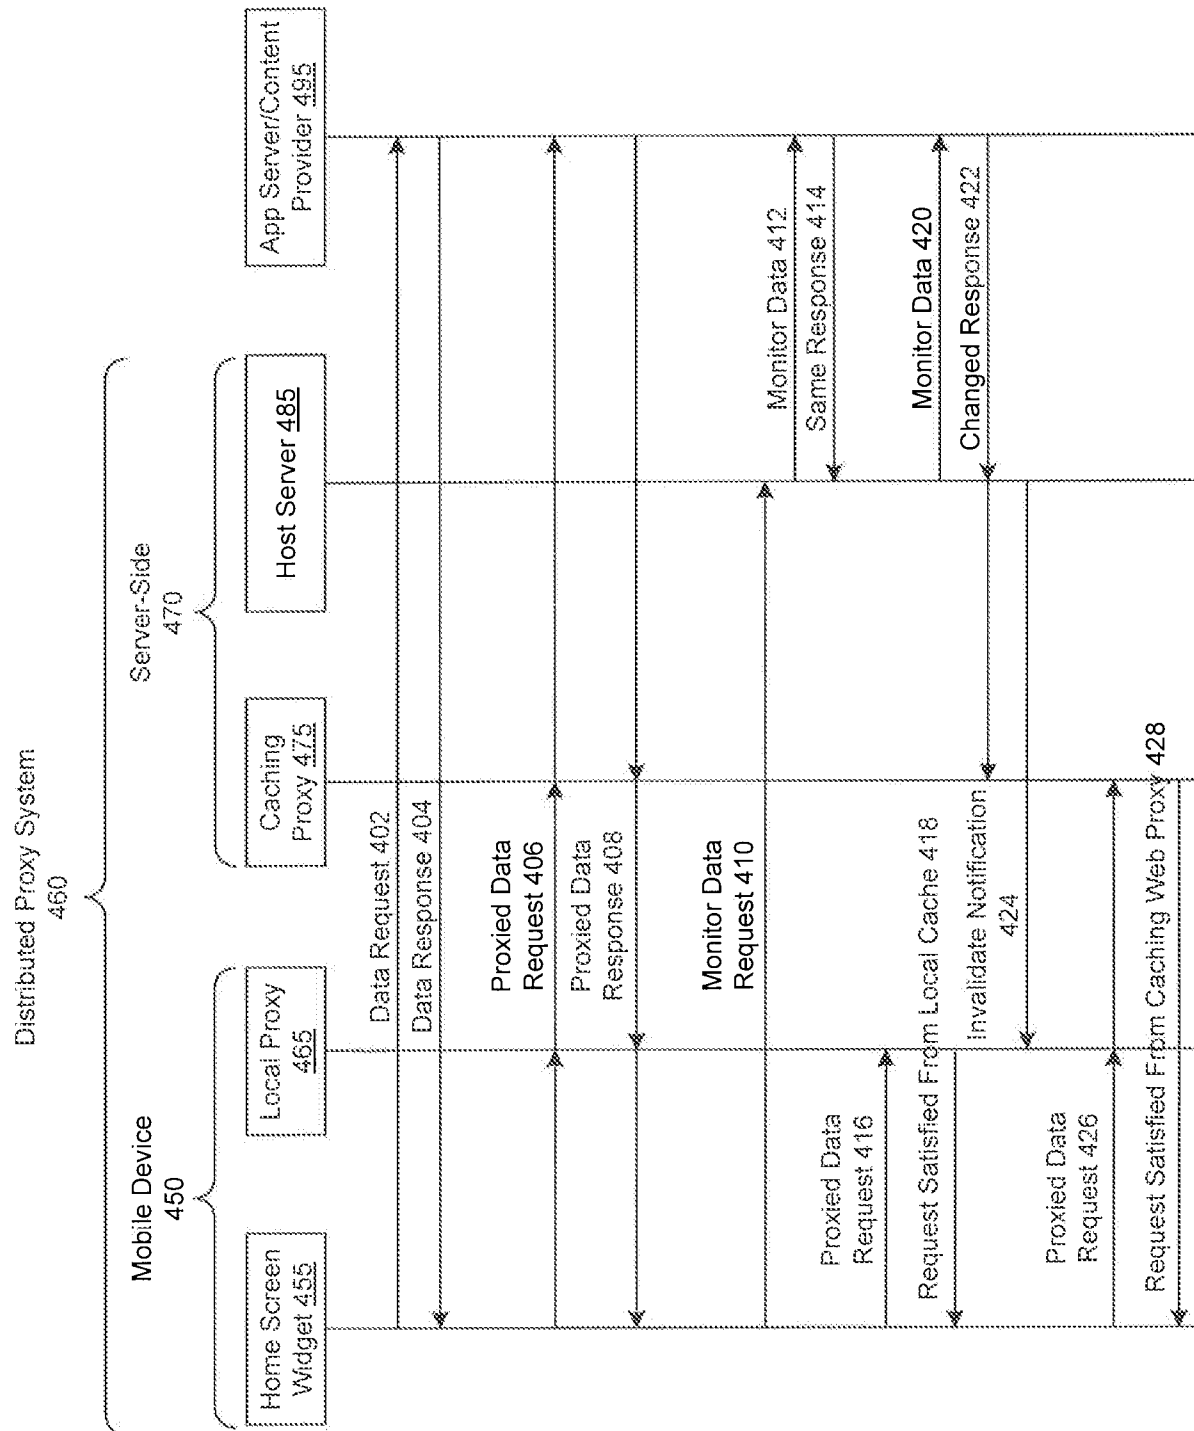 Distributed Proxy System
460
Mobile Device
450
Server-Side
470
Home Screen
Widget 455
Local Proxy
465
Caching
Proxy 475
Host Server 485
App Server/Content
Provider 495
Data Request 402
Data Response 404
Proxied Data
Request 406
Proxied Data
Response 408
Monitor Data
Request 410
Monitor Data 412
Same Response 414
Proxied Data
Request 416
Request Satisfied From Local Cache 418
Monitor Data 420
Changed Response 422
Invalidate Notification
424
Proxied Data
Request 426
Request Satisfied From Caching Web Proxy 428